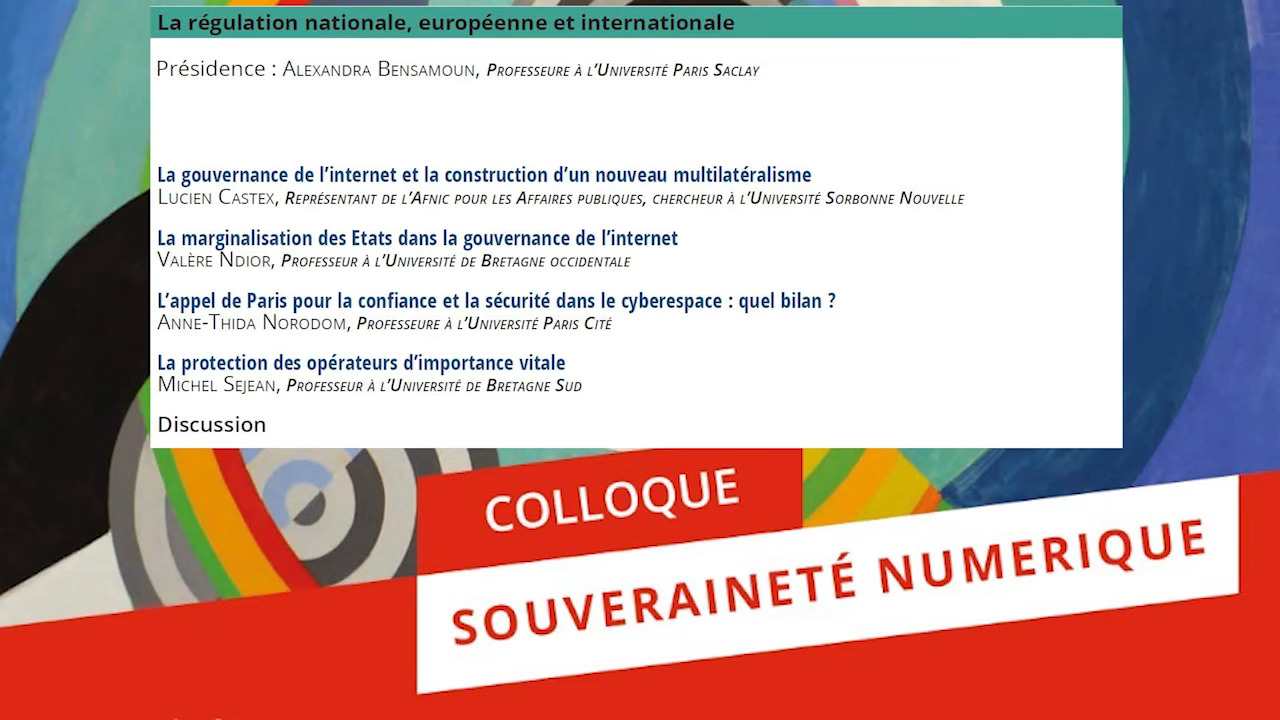 La régulation nationale, européenne et internationale
Présidence : Alexandra Bensamoun, Professeure à l'Université Paris Saclay
La gouvernance de l'internet et la construction d'un nouveau multilatéralisme
Lucien Castex, Représentant de l'Afnic pour les Affaires publiques, chercheur à l'Université Sorbonne Nouvelle
La marginalisation des Etats dans la gouvernance de l'internet
Valère Ndior, Professeur à l'Université de Bretagne occidentale
L'appel de Paris pour la confiance et la sécurité dans le cyberespace : quel bilan ?
Anne-Thida Norodom, Professeure à l'Université Paris Cité
La protection des opérateurs d'importance vitale
Michel Sejean, Professeur à l'Université de Bretagne Sud
Discussion
COLLOQUE
SOUVERAINETÉ NUMERIQUE